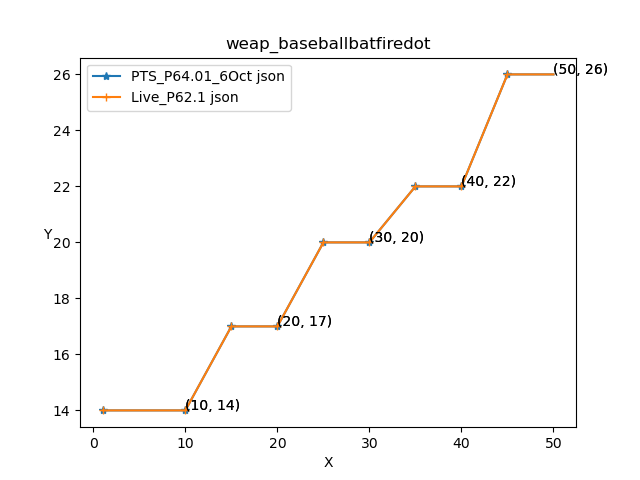 weap_baseballbatfiredot
PTS_P64.01_6Oct json
Live_P62.1 json
26
24
22
20
18
16
14
Y
(50, 26)
(40, 22)
(30, 20)
(20, 17)
(10, 14)
0 10 20 30 40 50
X